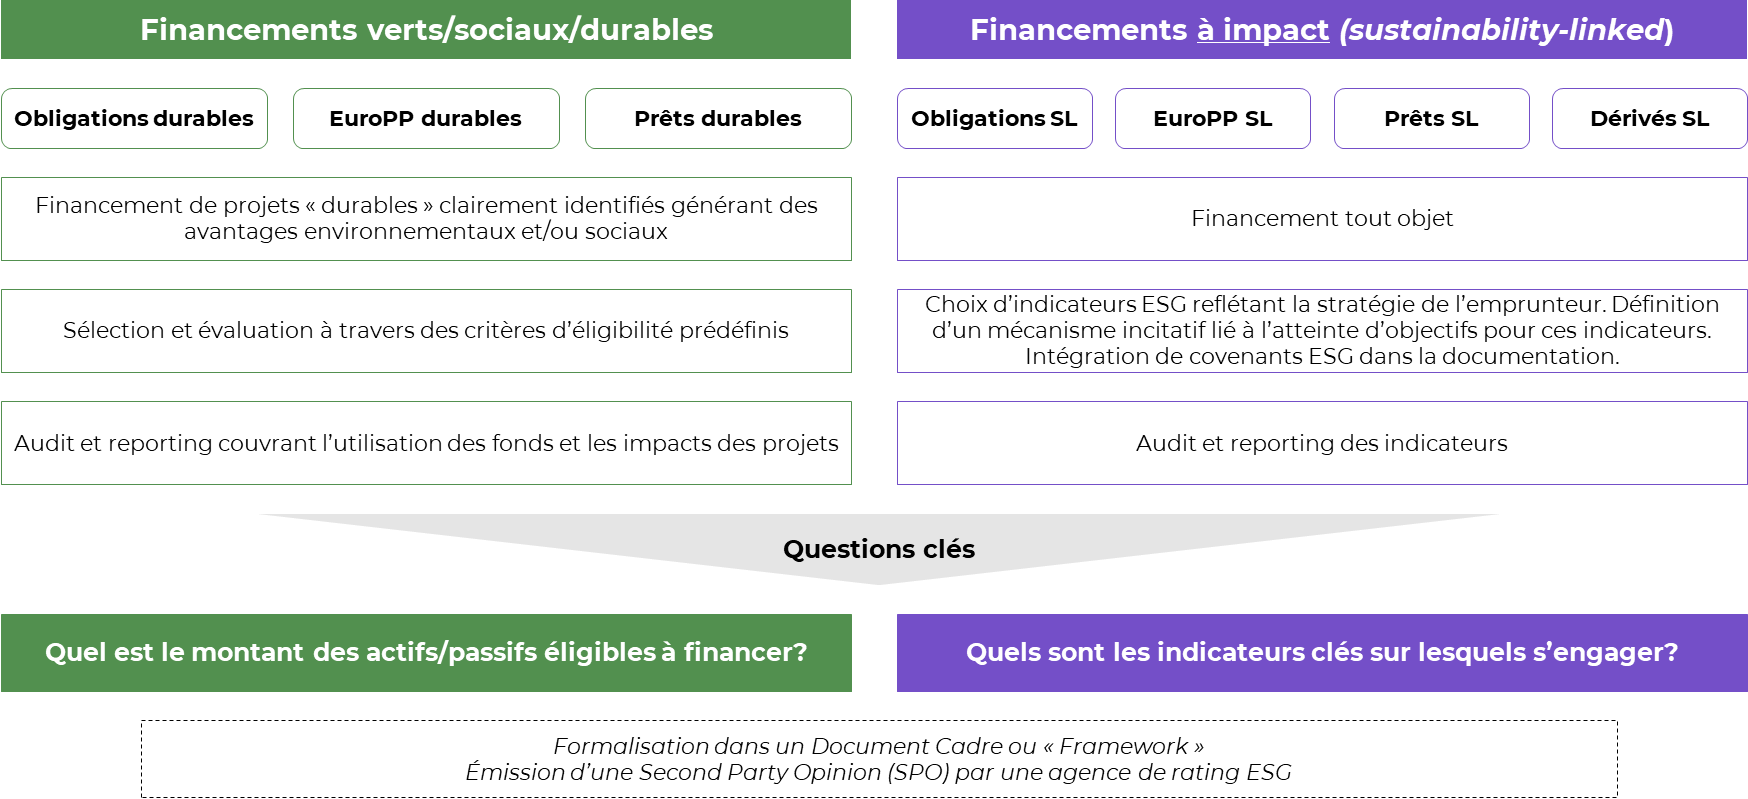 Financements verts/sociaux/durables
Financements à impact (sustainability-linked)
Obligations durables
EuroPP durables
Prêts durables
Obligations SL
EuroPP SL
Prêts SL
Dérivés SL
Financement de projets « durables » clairement identifiés générant des
avantages environnementaux et/ou sociaux
Financement tout objet
Sélection et évaluation à travers des critères d’éligibilité prédéfinis
Choix d’indicateurs ESG reflétant la stratégie de l’emprunteur. Définition
d’un mécanisme incitatif lié à l’atteinte d’objectifs pour ces indicateurs.
Intégration de covenants ESG dans la documentation.
Audit et reporting couvrant l’utilisation des fonds et les impacts des projets
Audit et reporting des indicateurs
Questions clés
Quel est le montant des actifs/passifs éligibles à financer?
Quels sont les indicateurs clés sur lesquels s’engager?
Formalisation dans un Document Cadre ou « Framework »
Émission d’une Second Party Opinion (SPO) par une agence de rating ESG